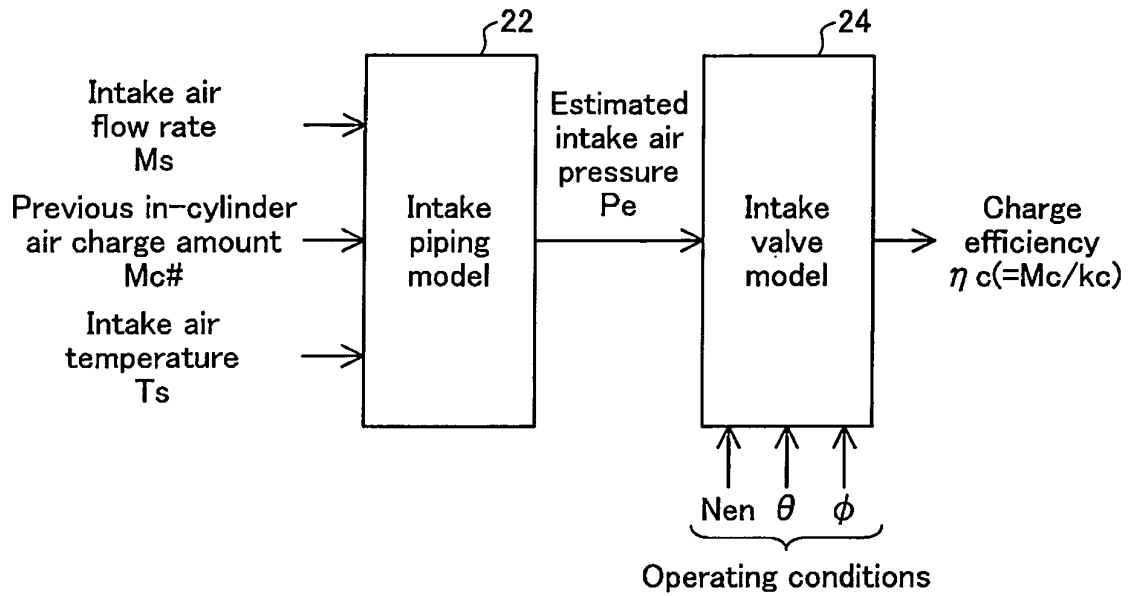 22
24
Intake air
flow rate
Ms
Previous in-cylinder
air charge amount
Mc#
Intake air
temperature
Ts
Intake
piping
model
Estimated
intake air
pressure
Pe
Intake
valve
model
Charge
efficiency
η c(=Mc/kc)
Nen θ ϕ
Operating conditions